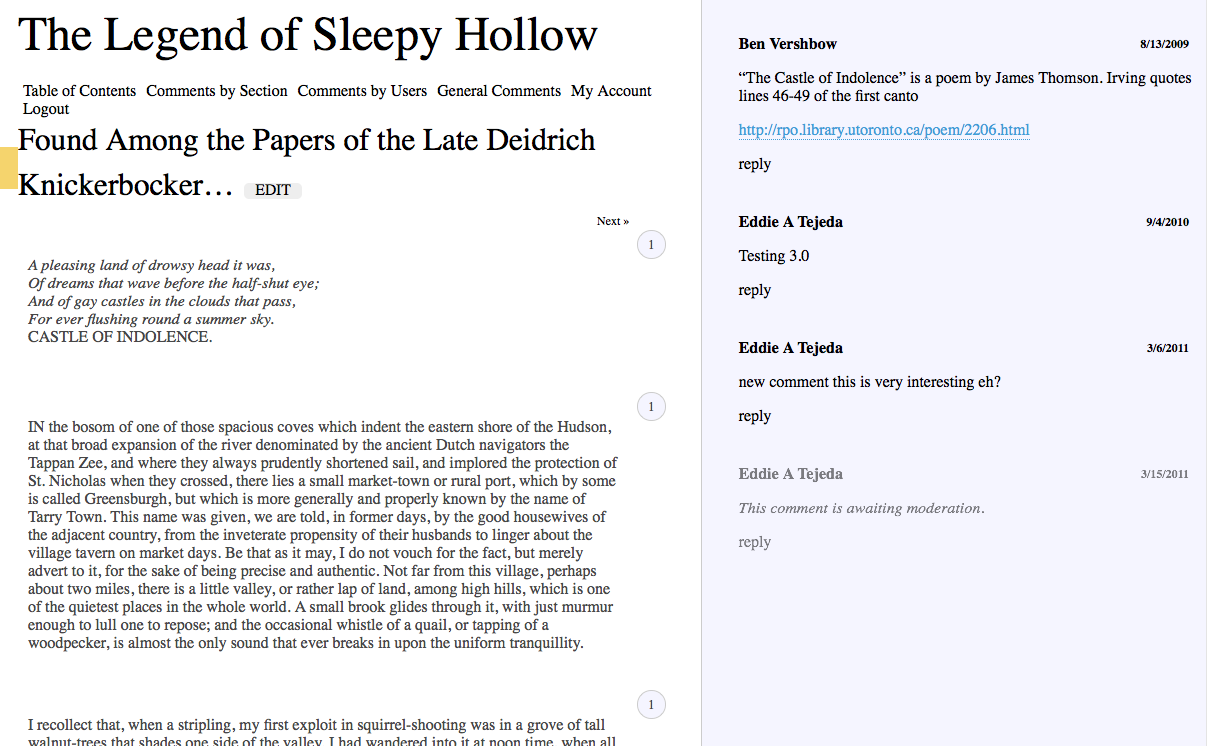 The Legend of Sleepy Hollow
Table of Contents Comments by Section Comments by Users General Comments My Account
Logout
Found Among the Papers of the Late Deidrich
Knickerbocker… EDIT
Next »
1
A pleasing land of drowsy head it was,
Of dreams that wave before the half-shut eye;
And of gay castles in the clouds that pass,
For ever flushing round a summer sky.
CASTLE OF INDOLENCE.
1
IN the bosom of one of those spacious coves which indent the eastern shore of the Hudson,
at that broad expansion of the river denominated by the ancient Dutch navigators the
Tappan Zee, and where they always prudently shortened sail, and implored the protection of
St. Nicholas when they crossed, there lies a small market-town or rural port, which by some
is called Greensburgh, but which is more generally and properly known by the name of
Tarry Town. This name was given, we are told, in former days, by the good housewives of
the adjacent country, from the inveterate propensity of their husbands to linger about the
village tavern on market days. Be that as it may, I do not vouch for the fact, but merely
advert to it, for the sake of being precise and authentic. Not far from this village, perhaps
about two miles, there is a little valley, or rather lap of land, among high hills, which is one
of the quietest places in the whole world. A small brook glides through it, with just murmur
enough to lull one to repose; and the occasional whistle of a quail, or tapping of a
woodpecker, is almost the only sound that ever breaks in upon the uniform tranquillity.
1
I recollect that, when a stripling, my first exploit in squirrel-shooting was in a grove of tall
walnut-trees that shades one side of the valley. I had wandered into it at noon time, when all
Ben Vershbow 8/13/2009
“The Castle of Indolence” is a poem by James Thomson. Irving quotes
lines 46-49 of the first canto
http://rpo.library.utoronto.ca/poem/2206.html
reply
Eddie A Tejeda 9/4/2010
Testing 3.0
reply
Eddie A Tejeda 3/6/2011
new comment this is very interesting eh?
reply
Eddie A Tejeda 3/15/2011
This comment is awaiting moderation.
reply